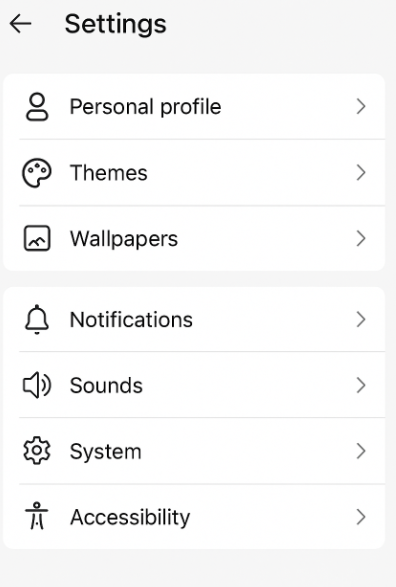 Settings
Personal profile
Themes
Wallpapers
Notifications
Sounds
System
Accessibility